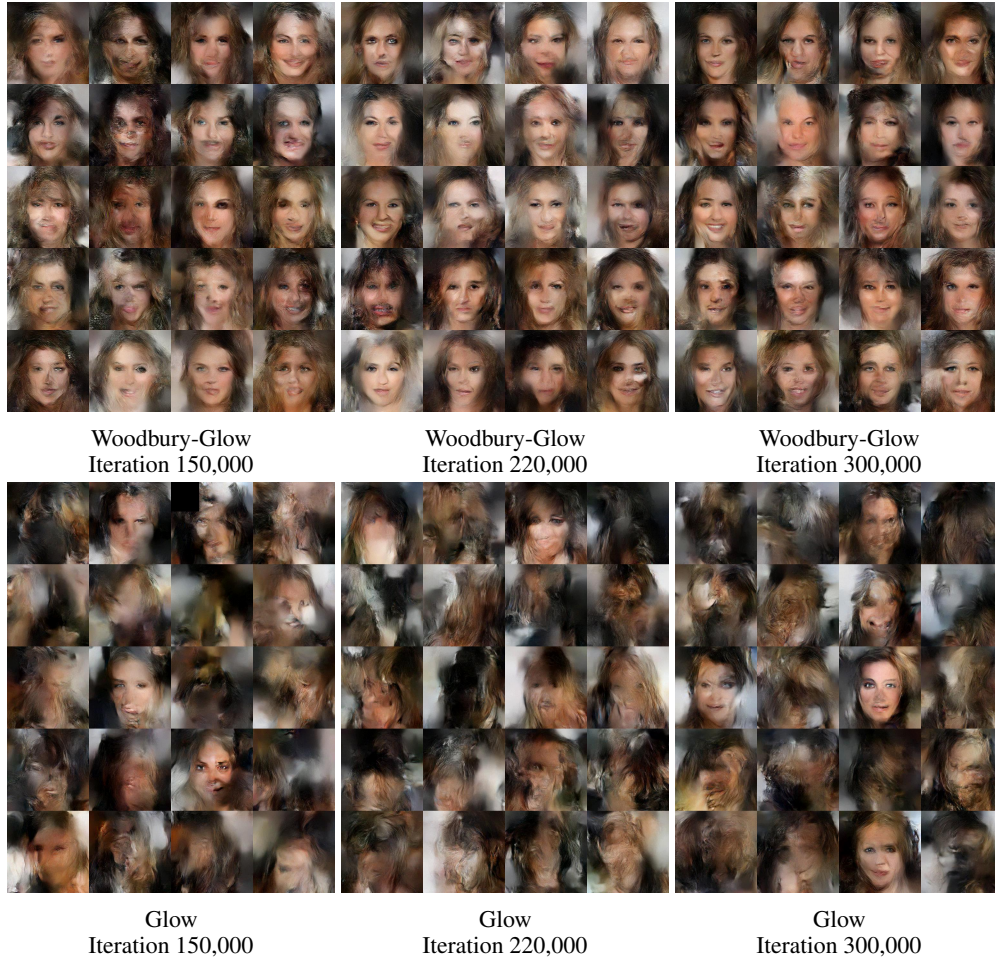 Woodbury-Glow
Iteration 150,000
Woodbury-Glow
Iteration 220,000
Woodbury-Glow
Iteration 300,000
Glow
Iteration 150,000
Glow
Iteration 220,000
Glow
Iteration 300,000